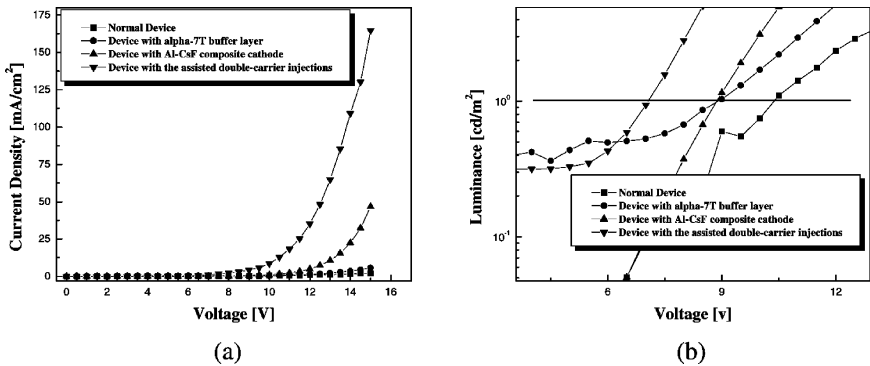 175
150
125
100
75
50
25
0
Current Density [mA/cm²]
Normal Device
Device with alpha-7T buffer layer
Device with Al-CsF composite cathode
Device with the assisted double-carrier injections
0 2 4 6 8 10 12 14 16
Voltage [V]
(a)
10⁰
10⁻¹
Luminance [cd/m²]
Normal Device
Device with alpha-7T buffer layer
Device with Al-CsF composite cathode
Device with the assisted double-carrier injections
6 9 12
Voltage [v]
(b)